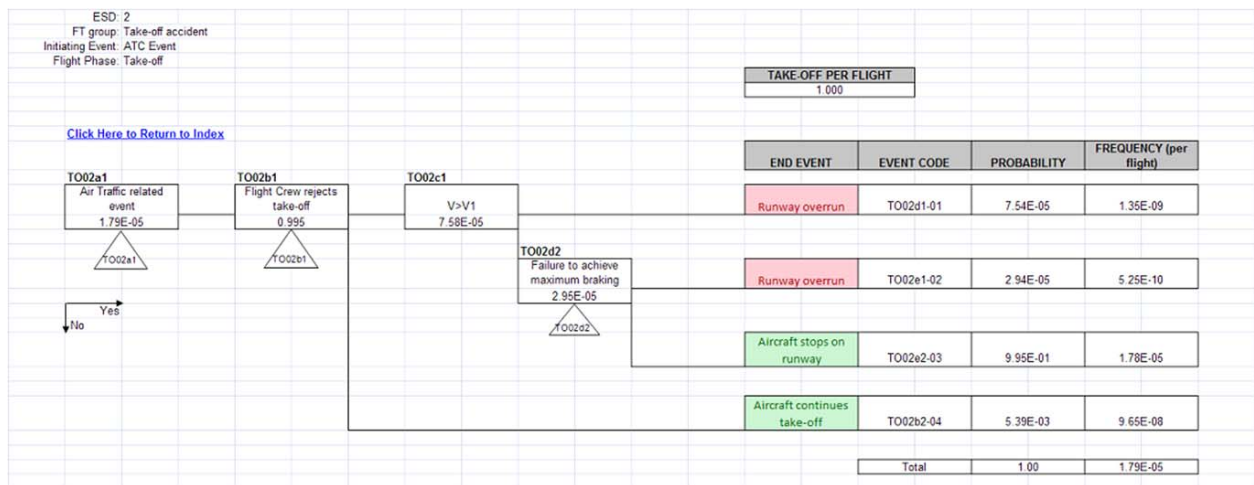 ESD: 2
FT group: Take-off accident
Initiating Event: ATC Event
Flight Phase: Take-off
TAKE-OFF PER FLIGHT
1.000
Click Here to Return to Index
END EVENT EVENT CODE PROBABILITY FREQUENCY (per
flight)
TO02a1 TO02b1 TO02c1
Air Traffic related
event
1.79E-05
Flight Crew rejects
take-off
0.995
V>V1
7.58E-05
Runway overrun TO02d1-01 7.54E-05 1.35E-09
TO02a1
TO02b1
TO02d2
Failure to achieve
maximum braking
2.95E-05
Runway overrun TO02e1-02 2.94E-05 5.25E-10
Yes
No
TO02d2
Aircraft stops on
runway TO02e2-03 9.95E-01 1.78E-05
Aircraft continues
take-off TO02b2-04 5.39E-03 9.65E-08
Total 1.00 1.79E-05